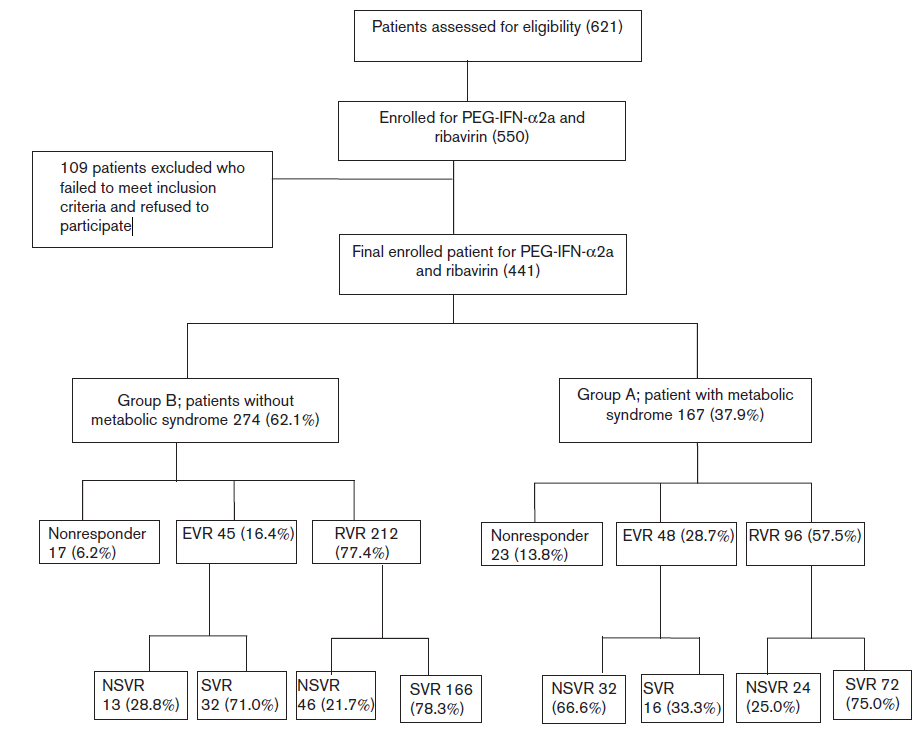 Patients assessed for eligibility (621)
Enrolled for PEG-IFN-α2a and
ribavirin (550)
109 patients excluded who
failed to meet inclusion
criteria and refused to
participate
Final enrolled patient for PEG-IFN-α2a
and ribavirin (441)
Group B; patients without
metabolic syndrome 274 (62.1%)
Group A; patient with metabolic
syndrome 167 (37.9%)
Nonresponder
17 (6.2%)
EVR 45 (16.4%)
RVR 212
(77.4%)
Nonresponder
23 (13.8%)
EVR 48 (28.7%)
RVR 96 (57.5%)
NSVR
13 (28.8%)
SVR
32 (71.0%)
NSVR
46 (21.7%)
SVR 166
(78.3%)
NSVR 32
(66.6%)
SVR
16 (33.3%)
NSVR 24
(25.0%)
SVR 72
(75.0%)